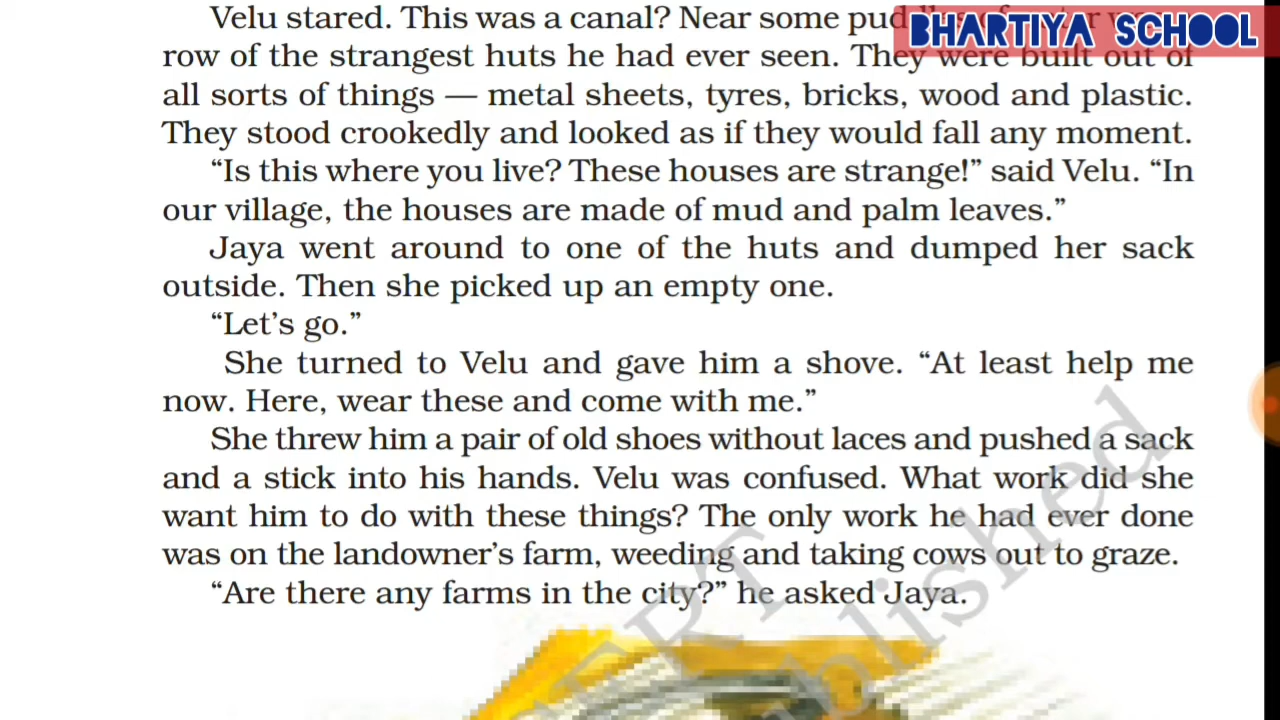 Velu stared. This was a canal? Near some
BHARTIYA SCHOOL
row of the strangest huts he had ever seen. They were built out of
all sorts of things — metal sheets, tyres, bricks, wood and plastic.
They stood crookedly and looked as if they would fall any moment.
“Is this where you live? These houses are strange!” said Velu. “In
our village, the houses are made of mud and palm leaves.”
Jaya went around to one of the huts and dumped her sack
outside. Then she picked up an empty one.
“Let’s go.”
She turned to Velu and gave him a shove. “At least help me
now. Here, wear these and come with me.”
She threw him a pair of old shoes without laces and pushed a sack
and a stick into his hands. Velu was confused. What work did she
want him to do with these things? The only work he had ever done
was on the landowner’s farm, weeding and taking cows out to graze.
“Are there any farms in the city?” he asked Jaya.